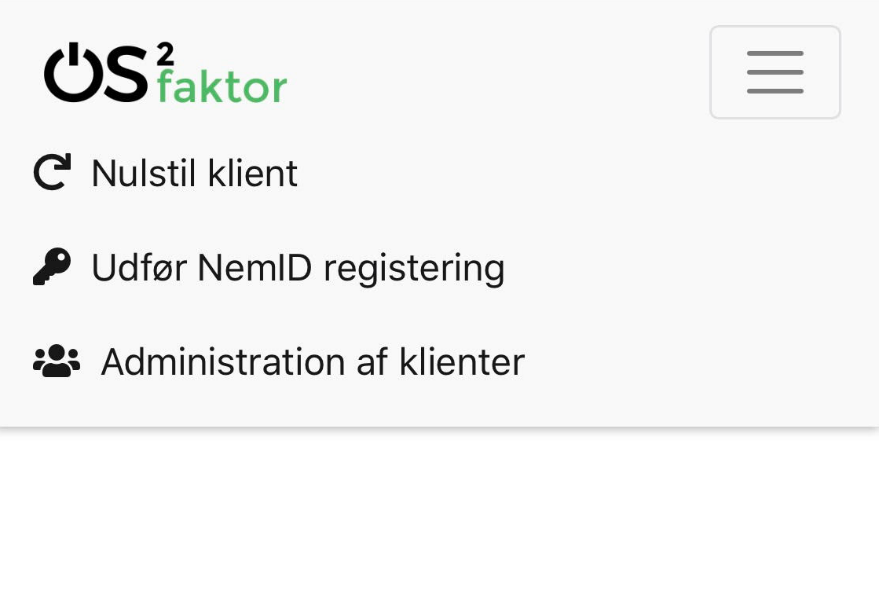 OS2faktor
Nulstil klient
Udfør NemID registering
Administration af klienter